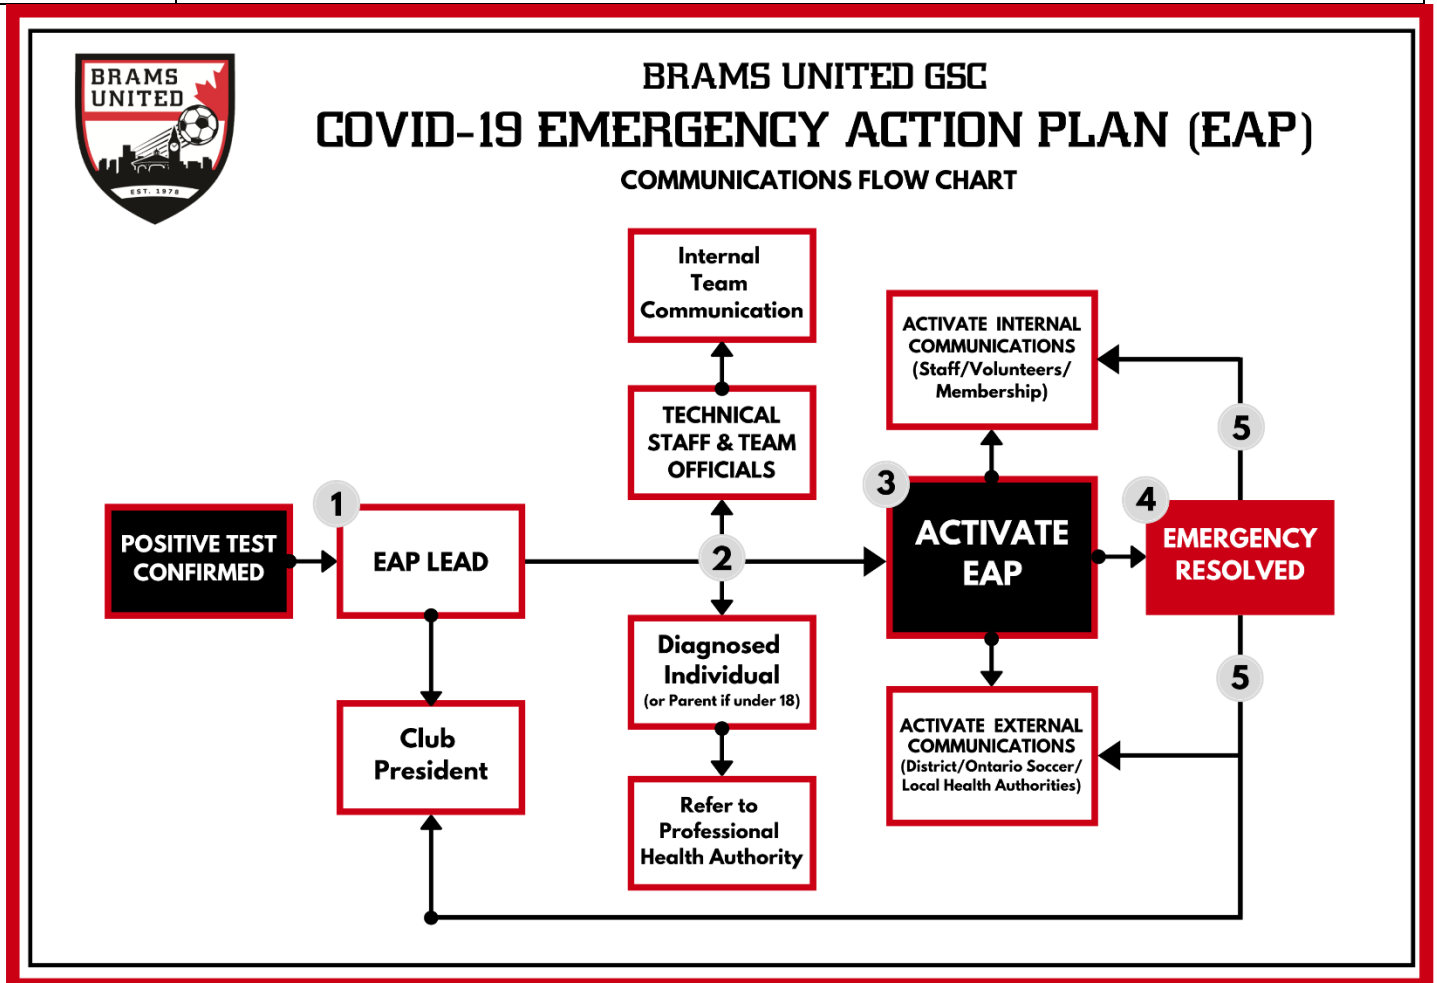 BRAMS
UNITED
EST. 1978
BRAMS UNITED GSC
COVID-19 EMERGENCY ACTION PLAN (EAP)
COMMUNICATIONS FLOW CHART
Internal
Team
Communication
TECHNICAL
STAFF & TEAM
OFFICIALS
ACTIVATE INTERNAL
COMMUNICATIONS
(Staff/Volunteers/
Membership)
5
POSITIVE TEST
CONFIRMED
1
EAP LEAD
2
3
ACTIVATE
EAP
4
EMERGENCY
RESOLVED
Club
President
Diagnosed
Individual
(or Parent if under 18)
Refer to
Professional
Health Authority
ACTIVATE EXTERNAL
COMMUNICATIONS
(District/Ontario Soccer/
Local Health Authorities)
5